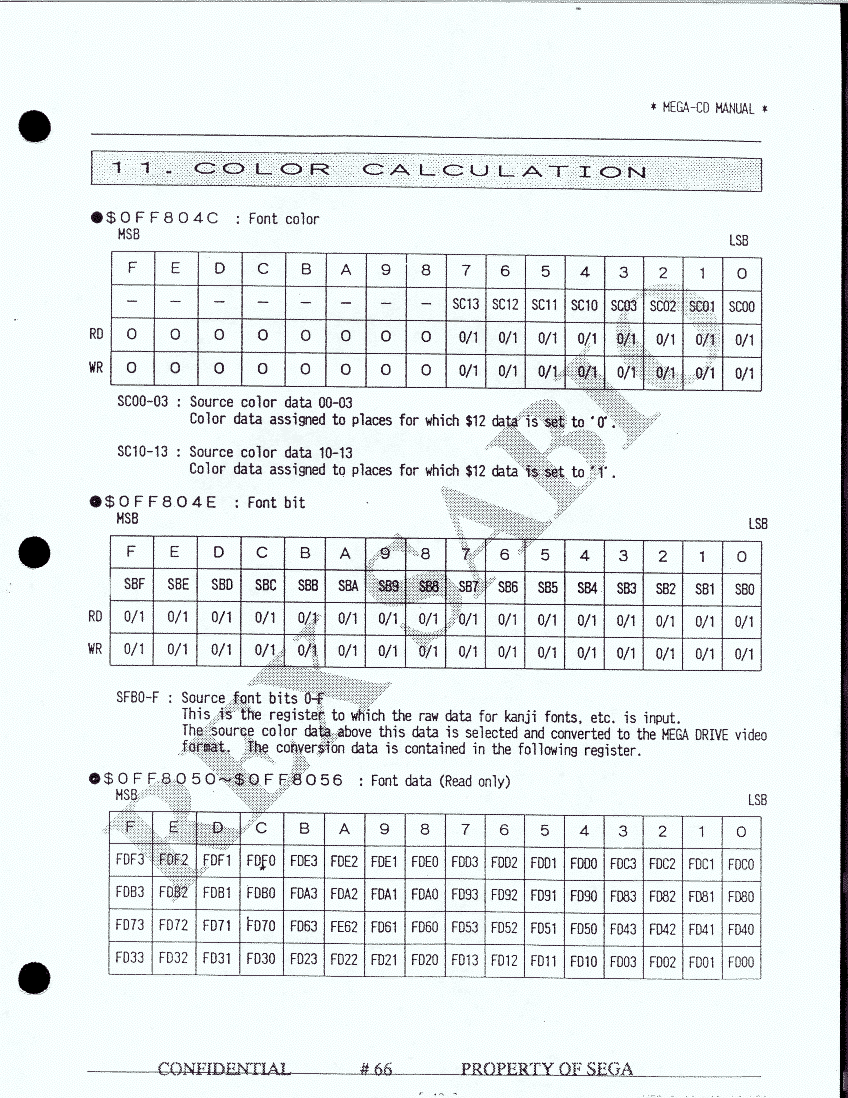 * MEGA-CD MANUAL *
11. COLOR CALCULATION
●$0FF804C : Font color
MSB LSB
F E D C B A 9 8 7 6 5 4 3 2 1 0
— — — — — — — — SC13 SC12 SC11 SC10 SC03 SC02 SC01 SC00
RD 0 0 0 0 0 0 0 0 0/1 0/1 0/1 0/1 0/1 0/1 0/1 0/1
WR 0 0 0 0 0 0 0 0 0/1 0/1 0/1 0/1 0/1 0/1 0/1 0/1
SC00-03 : Source color data 00-03
Color data assigned to places for which $12 data is set to '0'.
SC10-13 : Source color data 10-13
Color data assigned to places for which $12 data is set to '1'.
●$0FF804E : Font bit
MSB LSB
F E D C B A 9 8 7 6 5 4 3 2 1 0
SBF SBE SBD SBC SBB SBA SB9 SB8 SB7 SB6 SB5 SB4 SB3 SB2 SB1 SB0
RD 0/1 0/1 0/1 0/1 0/1 0/1 0/1 0/1 0/1 0/1 0/1 0/1 0/1 0/1 0/1 0/1
WR 0/1 0/1 0/1 0/1 0/1 0/1 0/1 0/1 0/1 0/1 0/1 0/1 0/1 0/1 0/1 0/1
SFB0-F : Source font bits 0-F
This is the register to which the raw data for kanji fonts, etc. is input.
The source color data above this data is selected and converted to the MEGA DRIVE video
format. The conversion data is contained in the following register.
●$0FF8050~$0FF8056 : Font data (Read only)
MSB LSB
F E D C B A 9 8 7 6 5 4 3 2 1 0
FDF3 FDF2 FDF1 FDF0 FDE3 FDE2 FDE1 FDE0 FDD3 FDD2 FDD1 FDD0 FDC3 FDC2 FDC1 FDC0
FDB3 FDB2 FDB1 FDB0 FDA3 FDA2 FDA1 FDA0 FD93 FD92 FD91 FD90 FD83 FD82 FD81 FD80
FD73 FD72 FD71 FD70 FD63 FE62 FD61 FD60 FD53 FD52 FD51 FD50 FD43 FD42 FD41 FD40
FD33 FD32 FD31 FD30 FD23 FD22 FD21 FD20 FD13 FD12 FD11 FD10 FD03 FD02 FD01 FD00
CONFIDENTIAL #66 PROPERTY OF SEGA